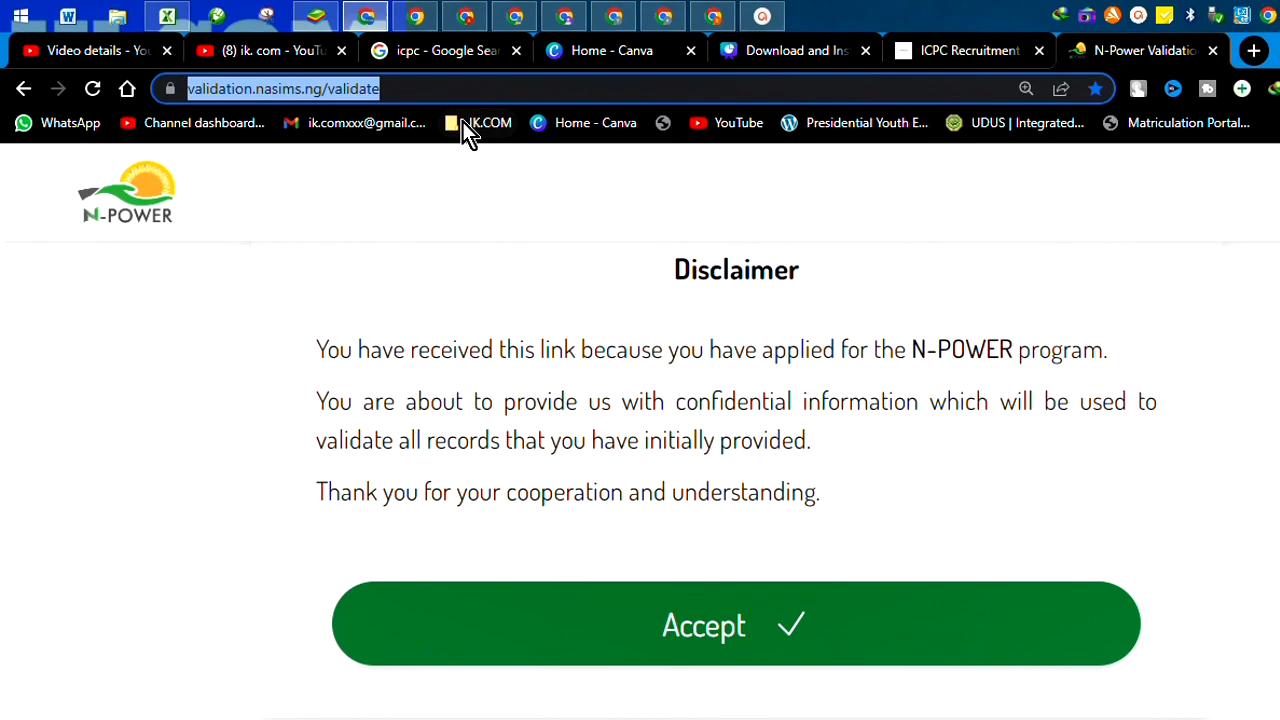 Video details - You
(8) ik. com - YouTu
icpc - Google Sear
Home - Canva
Download and Ins
ICPC Recruitment
N-Power Validatio
validation.nasims.ng/validate
WhatsApp
Channel dashboard...
ik.comxxx@gmail.c...
IK.COM
Home - Canva
YouTube
Presidential Youth E...
UDUS | Integrated...
Matriculation Portal...
N-POWER
Disclaimer
You have received this link because you have applied for the N-POWER program.
You are about to provide us with confidential information which will be used to
validate all records that you have initially provided.
Thank you for your cooperation and understanding.
Accept